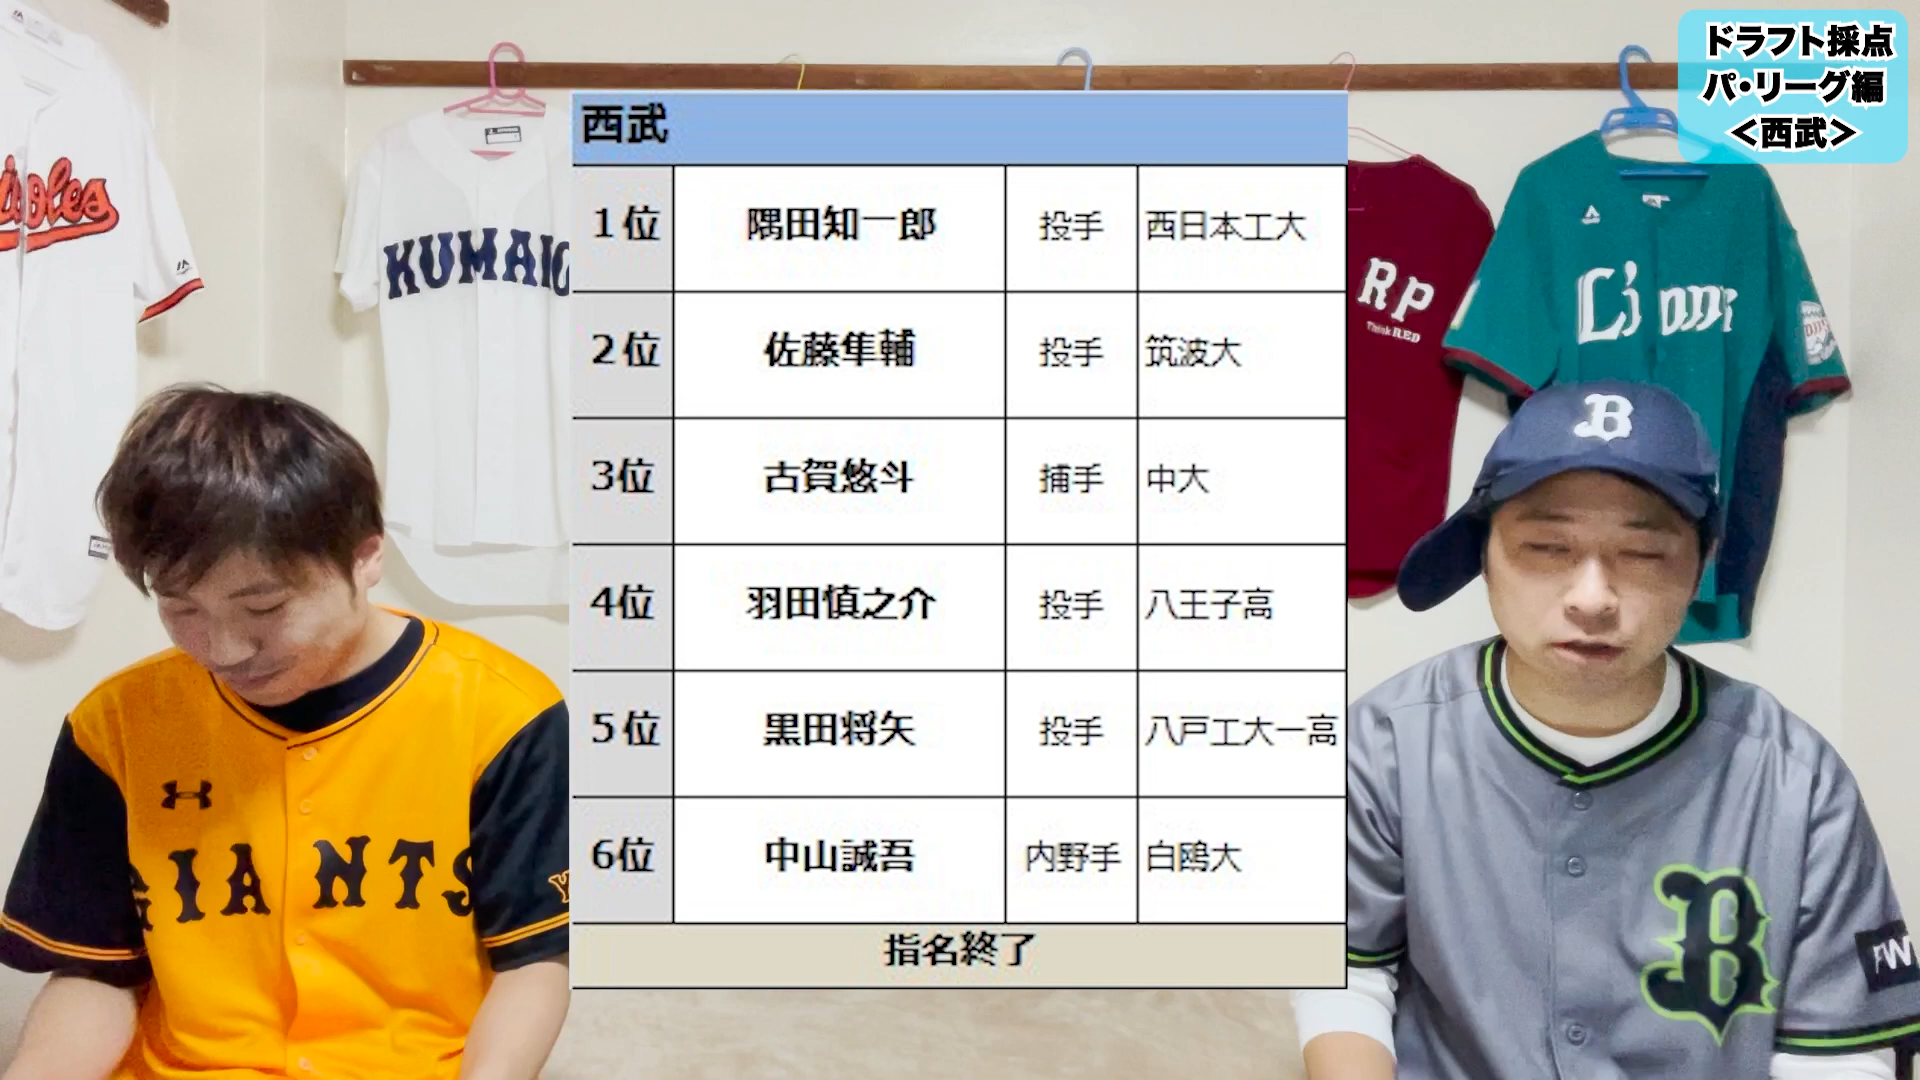 ドラフト採点
パ・リーグ編
<西武>
西武
1位 隅田知一郎 投手 西日本工大
2位 佐藤隼輔 投手 筑波大
3位 古賀悠斗 捕手 中大
4位 羽田慎之介 投手 八王子高
5位 黒田将矢 投手 八戸工大一高
6位 中山誠吾 内野手 白鴎大
指名終了
KUMAMO
RP
Think RED
Lions
B
GIANTS
B